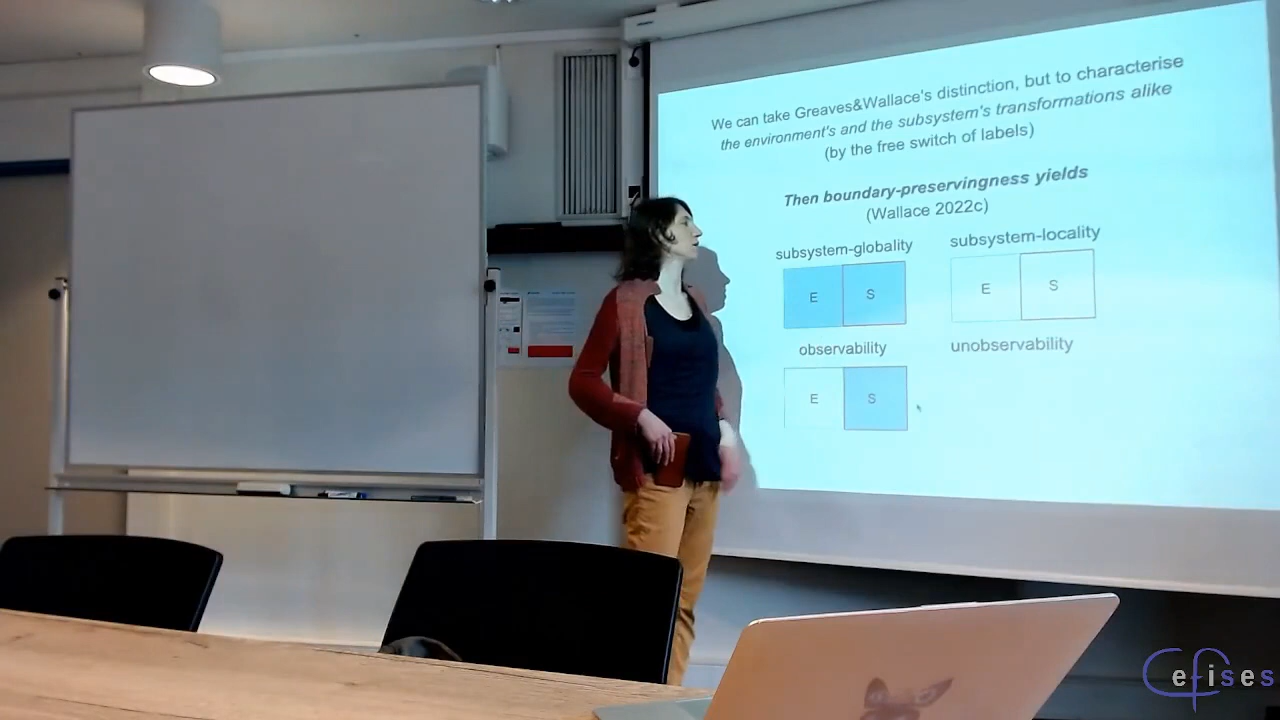 We can take Greaves&Wallace's distinction, but to characterise
the environment's and the subsystem's transformations alike
(by the free switch of labels)
Then boundary-preservingness yields
(Wallace 2022c)
subsystem-globality
subsystem-locality
E
S
E
S
observability
unobservability
E
S
Cefises